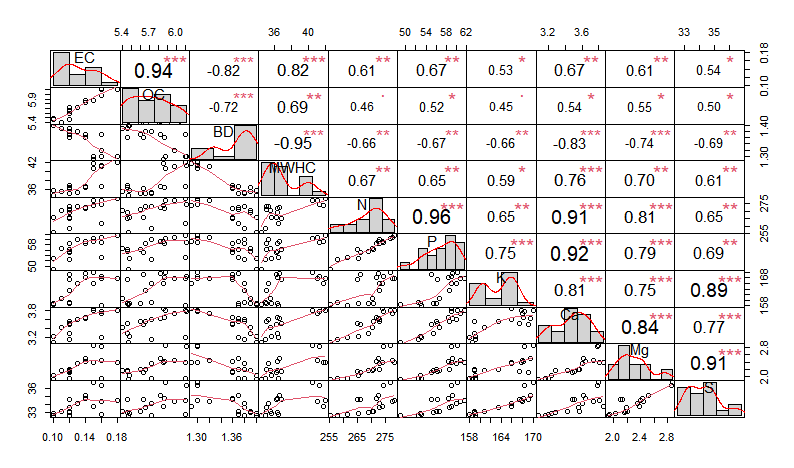 5.4 5.7 6.0 36 40 50 54 58 62 3.2 3.6 33 35
EC 0.94 *** -0.82 *** 0.82 *** 0.61 ** 0.67 ** 0.53 * 0.67 ** 0.61 ** 0.54 * 0.10 0.18
5.4 5.9 OC -0.72 *** 0.69 ** 0.46 . 0.52 * 0.45 . 0.54 * 0.55 * 0.50 *
BD -0.95 *** -0.66 ** -0.67 ** -0.66 ** -0.83 *** -0.74 *** -0.69 ** 1.30 1.40
36 42 MWHC 0.67 ** 0.65 ** 0.59 * 0.76 *** 0.70 ** 0.61 **
N 0.96 *** 0.65 ** 0.91 *** 0.81 *** 0.65 ** 255 275
50 58 P 0.75 *** 0.92 *** 0.79 *** 0.69 **
K 0.81 *** 0.75 *** 0.89 *** 158 168
3.2 3.8 Ca 0.84 *** 0.77 ***
Mg 0.91 *** 2.0 2.8
33 36 S
0.10 0.14 0.18 1.30 1.36 255 265 275 158 164 170 2.0 2.4 2.8